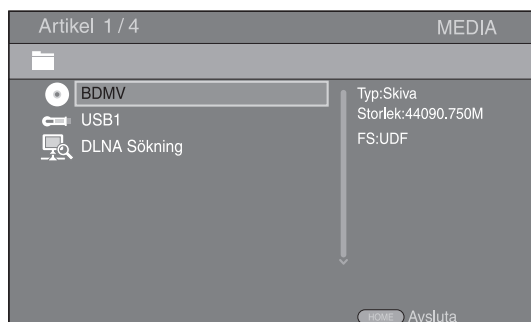 Artikel 1 / 4 MEDIA
BDMV
USB1
DLNA Sökning
Typ:Skiva
Storlek:44090.750M
FS:UDF
HOME Avsluta